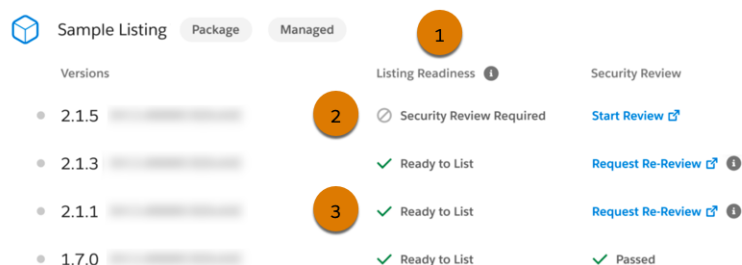 Sample Listing Package Managed
1
Versions Listing Readiness Security Review
2.1.5 2 Security Review Required Start Review
2.1.3 Ready to List Request Re-Review
2.1.1 3 Ready to List Request Re-Review
1.7.0 Ready to List Passed